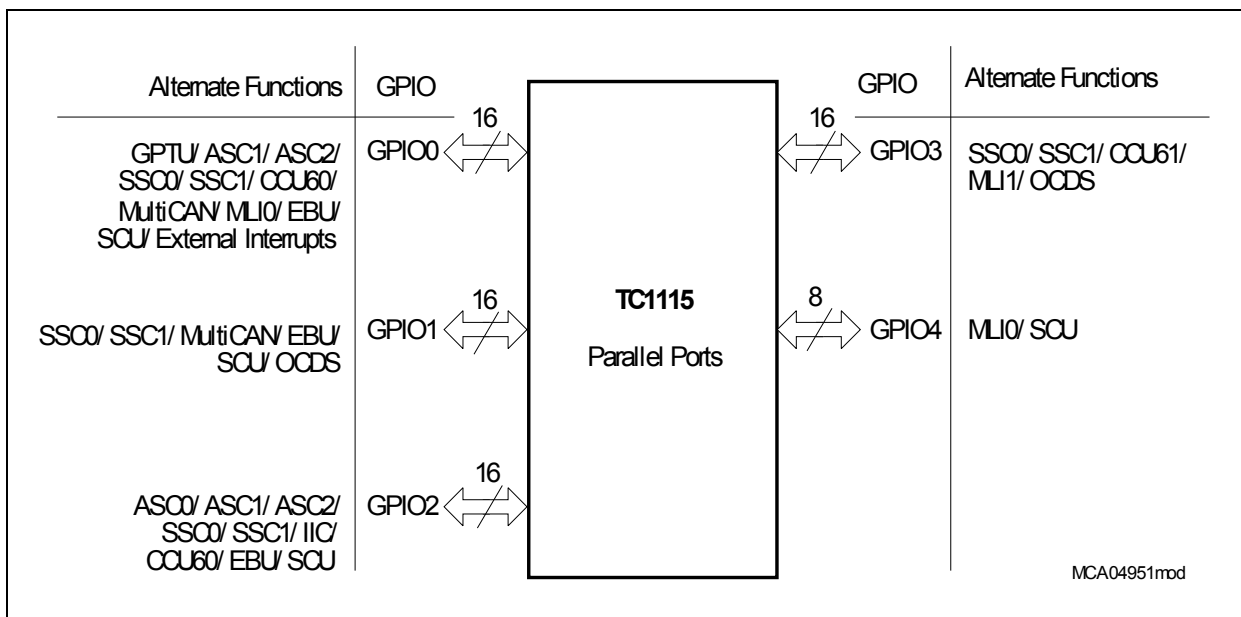 Alternate Functions GPIO
GPIO Alternate Functions
16
GPTU/ ASC1/ ASC2/
SSC0/ SSC1/ CCU60/
MultiCAN/ MLI0/ EBU/
SCU/ External Interrupts
GPIO0
16
GPIO3
SSC0/ SSC1/ CCU61/
MLI1/ OCDS
16
SSC0/ SSC1/ MultiCAN/ EBU/
SCU/ OCDS
GPIO1
TC1115
Parallel Ports
8
GPIO4
MLI0/ SCU
16
ASC0/ ASC1/ ASC2/
SSC0/ SSC1/ IIC/
CCU60/ EBU/ SCU
GPIO2
MCA04951mod